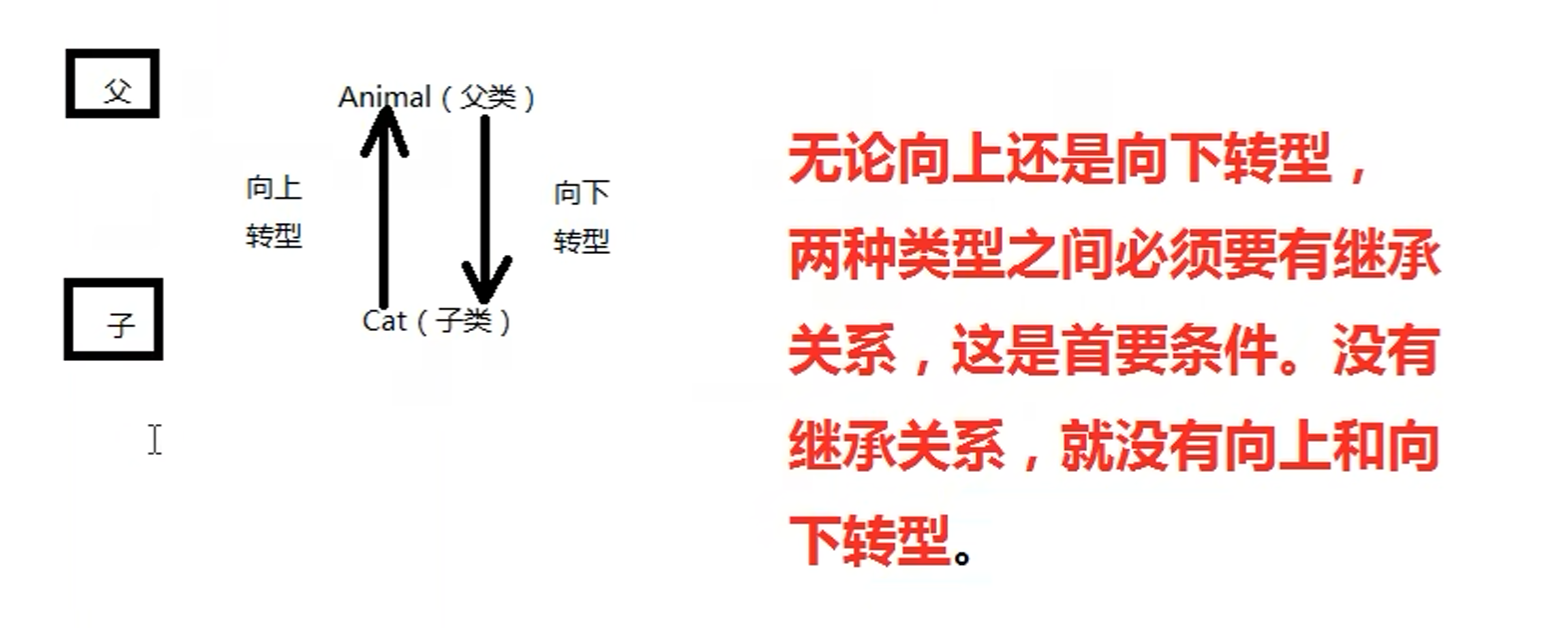 父
Animal（父类）
向上
转型
向下
转型
子
Cat（子类）
无论向上还是向下转型，
两种类型之间必须要有继承
关系，这是首要条件。没有
继承关系，就没有向上和向
下转型。